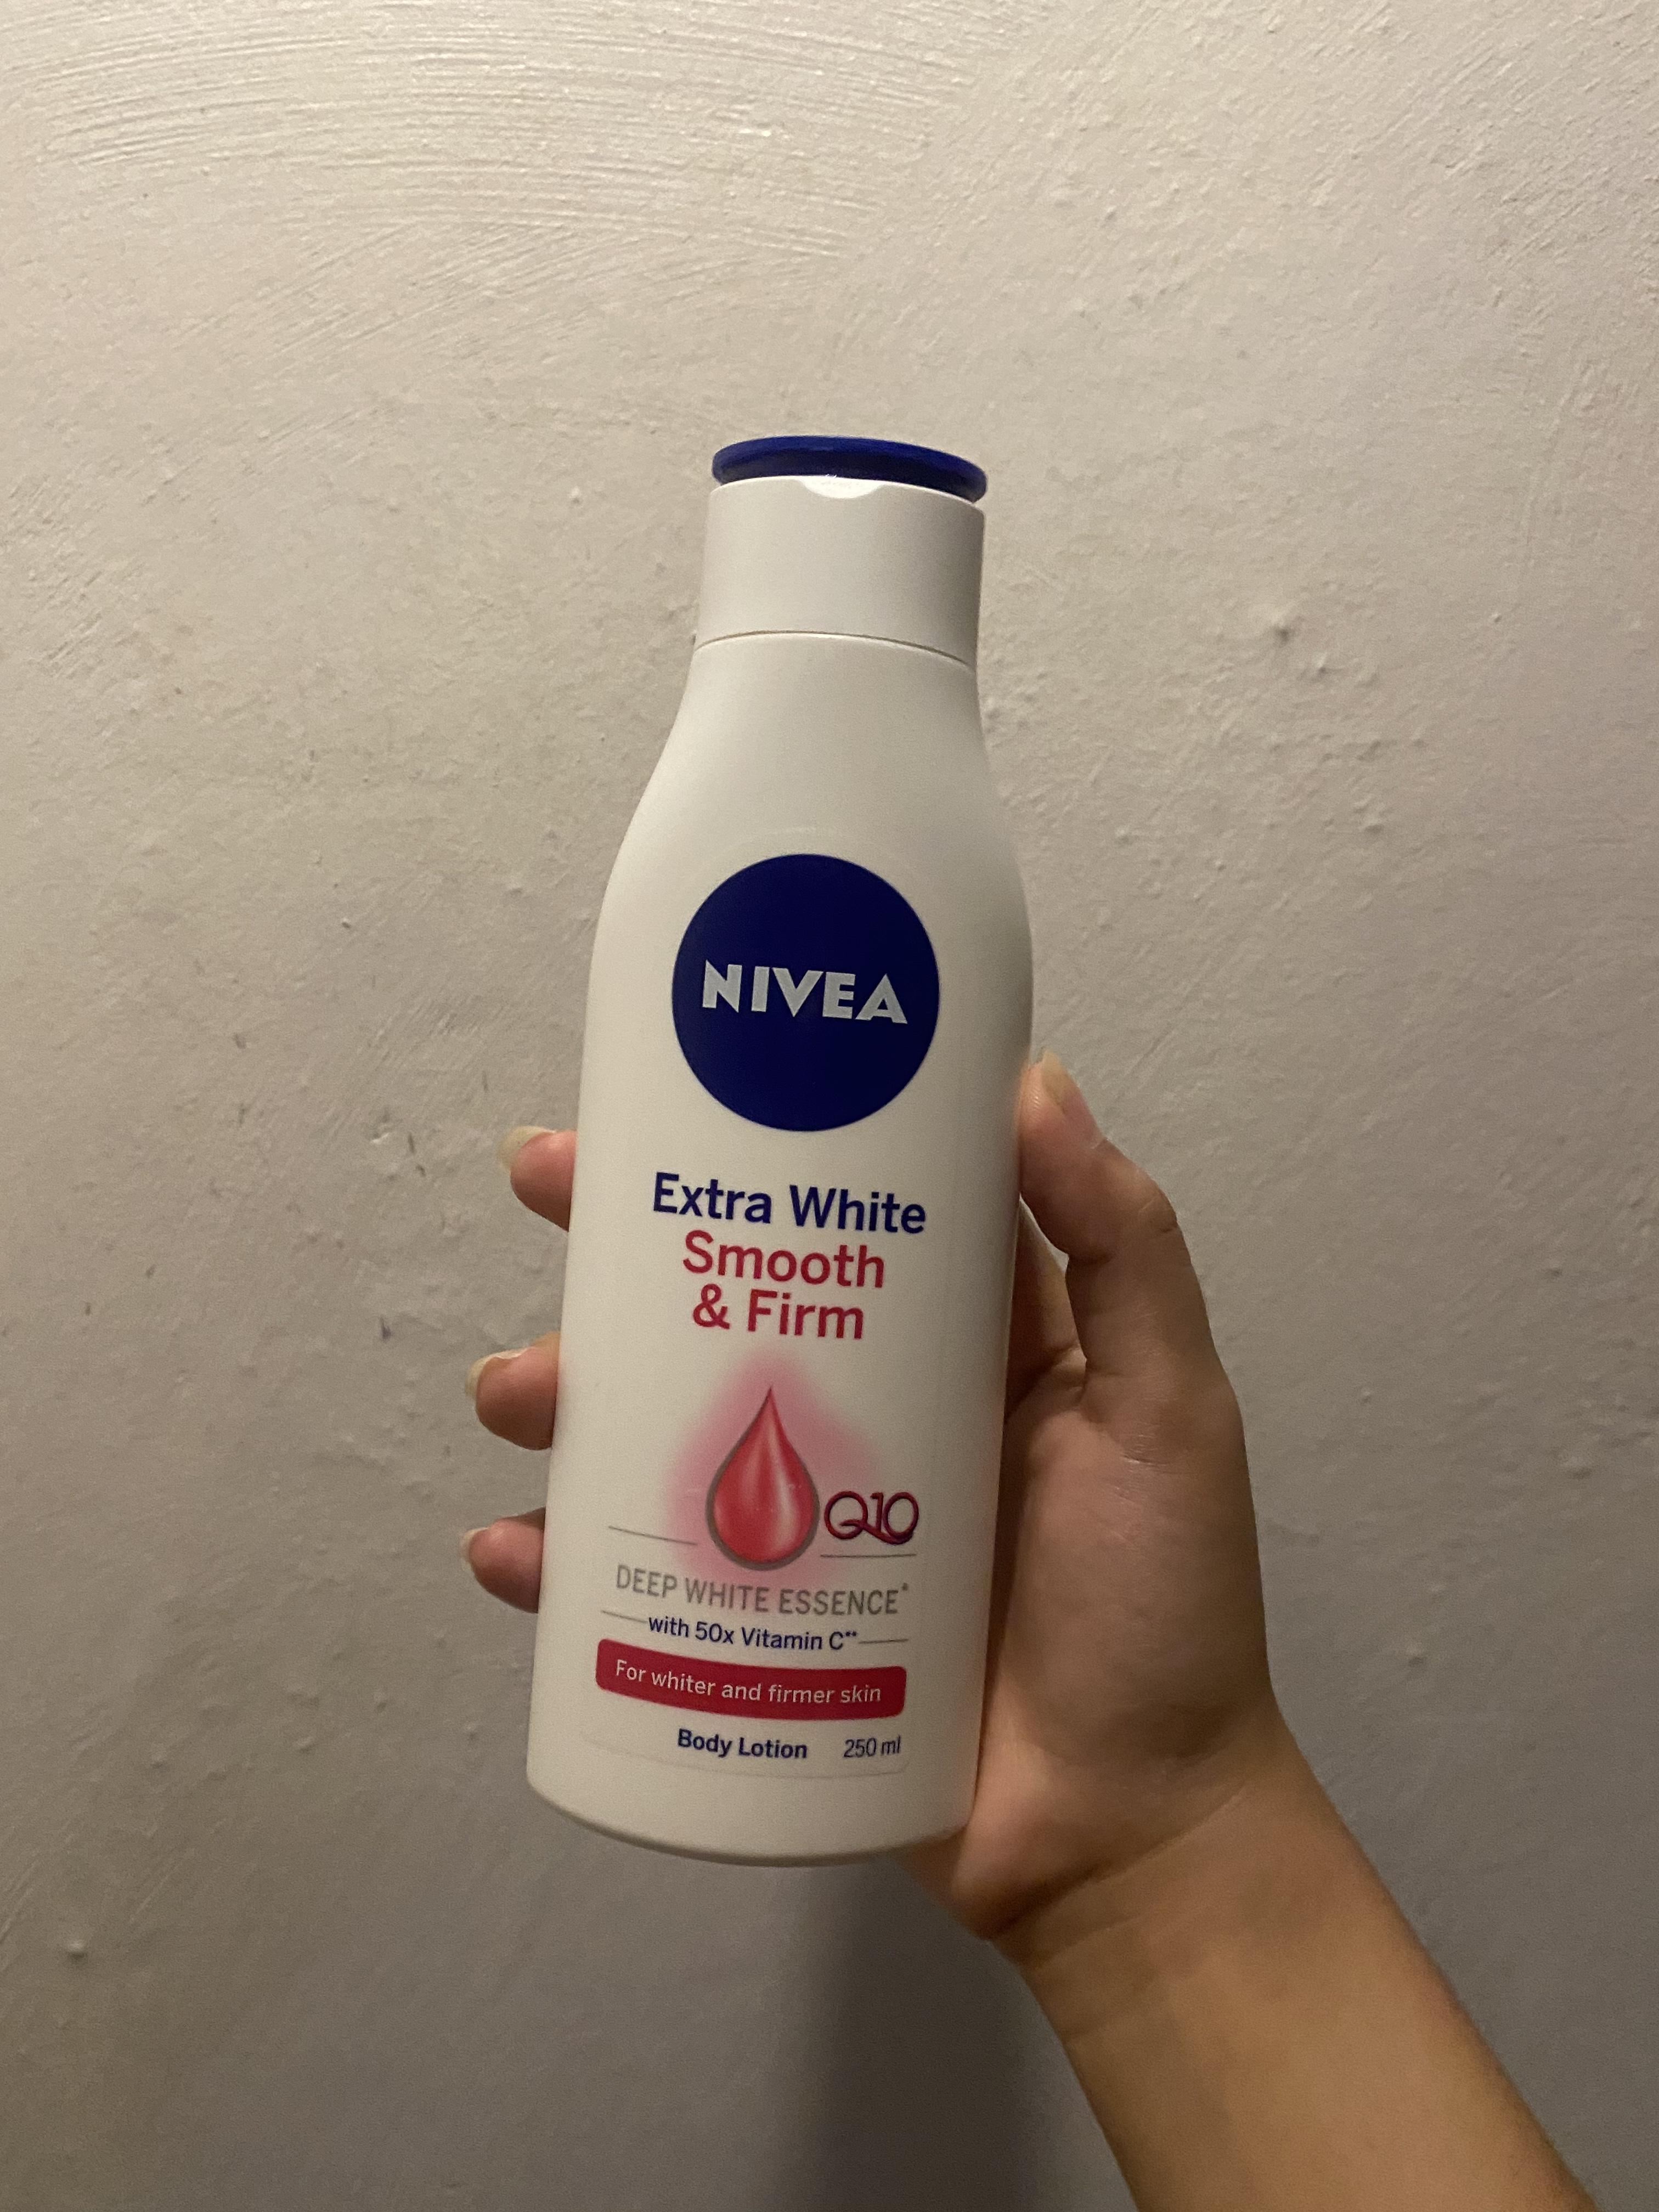 NIVEA
Extra White
Smooth
& Firm
Q10
DEEP WHITE ESSENCE*
with 50x Vitamin C**
For whiter and firmer skin
Body Lotion 250 ml